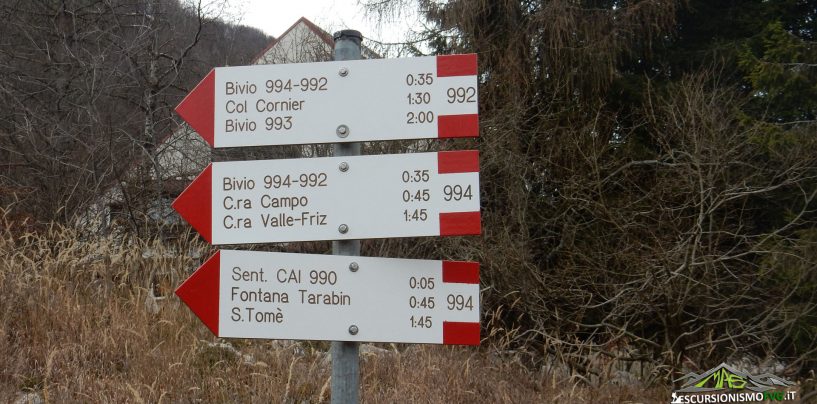 Bivio 994-992 0:35
Col Cornier 1:30 992
Bivio 993 2:00
Bivio 994-992 0:35
C.ra Campo 0:45 994
C.ra Valle-Friz 1:45
Sent. CAI 990 0:05
Fontana Tarabin 0:45 994
S.Tomè 1:45
MAS
ESCURSIONISMOFVG.IT